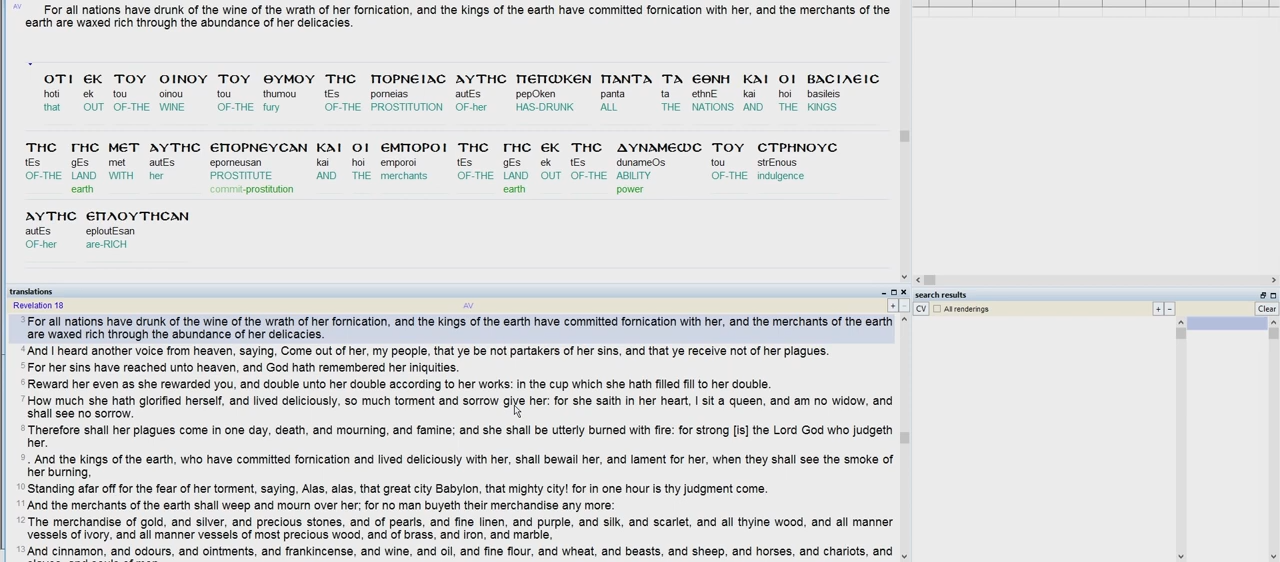 AV For all nations have drunk of the wine of the wrath of her fornication, and the kings of the earth have committed fornication with her, and the merchants of the
earth are waxed rich through the abundance of her delicacies.
ΟΤΙ ΕΚ ΤΟΥ ΟΙΝΟΥ ΤΟΥ ΘΥΜΟΥ ΤΗϹ ΠΟΡΝΕΙΑϹ ΑΥΤΗϹ ΠΕΠΩΚΕΝ ΠΑΝΤΑ ΤΑ ΕΘΝΗ ΚΑΙ ΟΙ ΒΑϹΙΛΕΙϹ
hoti ek tou oinou tou thumou tEs porneias autEs pepOken panta ta ethnE kai hoi basileis
that OUT OF-THE WINE OF-THE fury OF-THE PROSTITUTION OF-her HAS-DRUNK ALL THE NATIONS AND THE KINGS
ΤΗϹ ΓΗϹ ΜΕΤ ΑΥΤΗϹ ΕΠΟΡΝΕΥϹΑΝ ΚΑΙ ΟΙ ΕΜΠΟΡΟΙ ΤΗϹ ΓΗϹ ΕΚ ΤΗϹ ΔΥΝΑΜΕΩϹ ΤΟΥ ϹΤΡΗΝΟΥϹ
tEs gEs met autEs eporneusan kai hoi emporoi tEs gEs ek tEs dunameOs tou strEnous
OF-THE LAND WITH her PROSTITUTE AND THE merchants OF-THE LAND OUT OF-THE ABILITY OF-THE indulgence
earth commit-prostitution earth power
ΑΥΤΗϹ ΕΠΛΟΥΤΗϹΑΝ
autEs eploutEsan
OF-her are-RICH
translations
Revelation 18 AV + -
3 For all nations have drunk of the wine of the wrath of her fornication, and the kings of the earth have committed fornication with her, and the merchants of the earth
are waxed rich through the abundance of her delicacies.
4 And I heard another voice from heaven, saying, Come out of her, my people, that ye be not partakers of her sins, and that ye receive not of her plagues.
5 For her sins have reached unto heaven, and God hath remembered her iniquities.
6 Reward her even as she rewarded you, and double unto her double according to her works: in the cup which she hath filled fill to her double.
7 How much she hath glorified herself, and lived deliciously, so much torment and sorrow give her: for she saith in her heart, I sit a queen, and am no widow, and
shall see no sorrow.
8 Therefore shall her plagues come in one day, death, and mourning, and famine; and she shall be utterly burned with fire: for strong [is] the Lord God who judgeth
her.
9 . And the kings of the earth, who have committed fornication and lived deliciously with her, shall bewail her, and lament for her, when they shall see the smoke of
her burning,
10 Standing afar off for the fear of her torment, saying, Alas, alas, that great city Babylon, that mighty city! for in one hour is thy judgment come.
11 And the merchants of the earth shall weep and mourn over her; for no man buyeth their merchandise any more:
12 The merchandise of gold, and silver, and precious stones, and of pearls, and fine linen, and purple, and silk, and scarlet, and all thyine wood, and all manner
vessels of ivory, and all manner vessels of most precious wood, and of brass, and iron, and marble,
13 And cinnamon, and odours, and ointments, and frankincense, and wine, and oil, and fine flour, and wheat, and beasts, and sheep, and horses, and chariots, and
search results
CV All renderings + - Clear